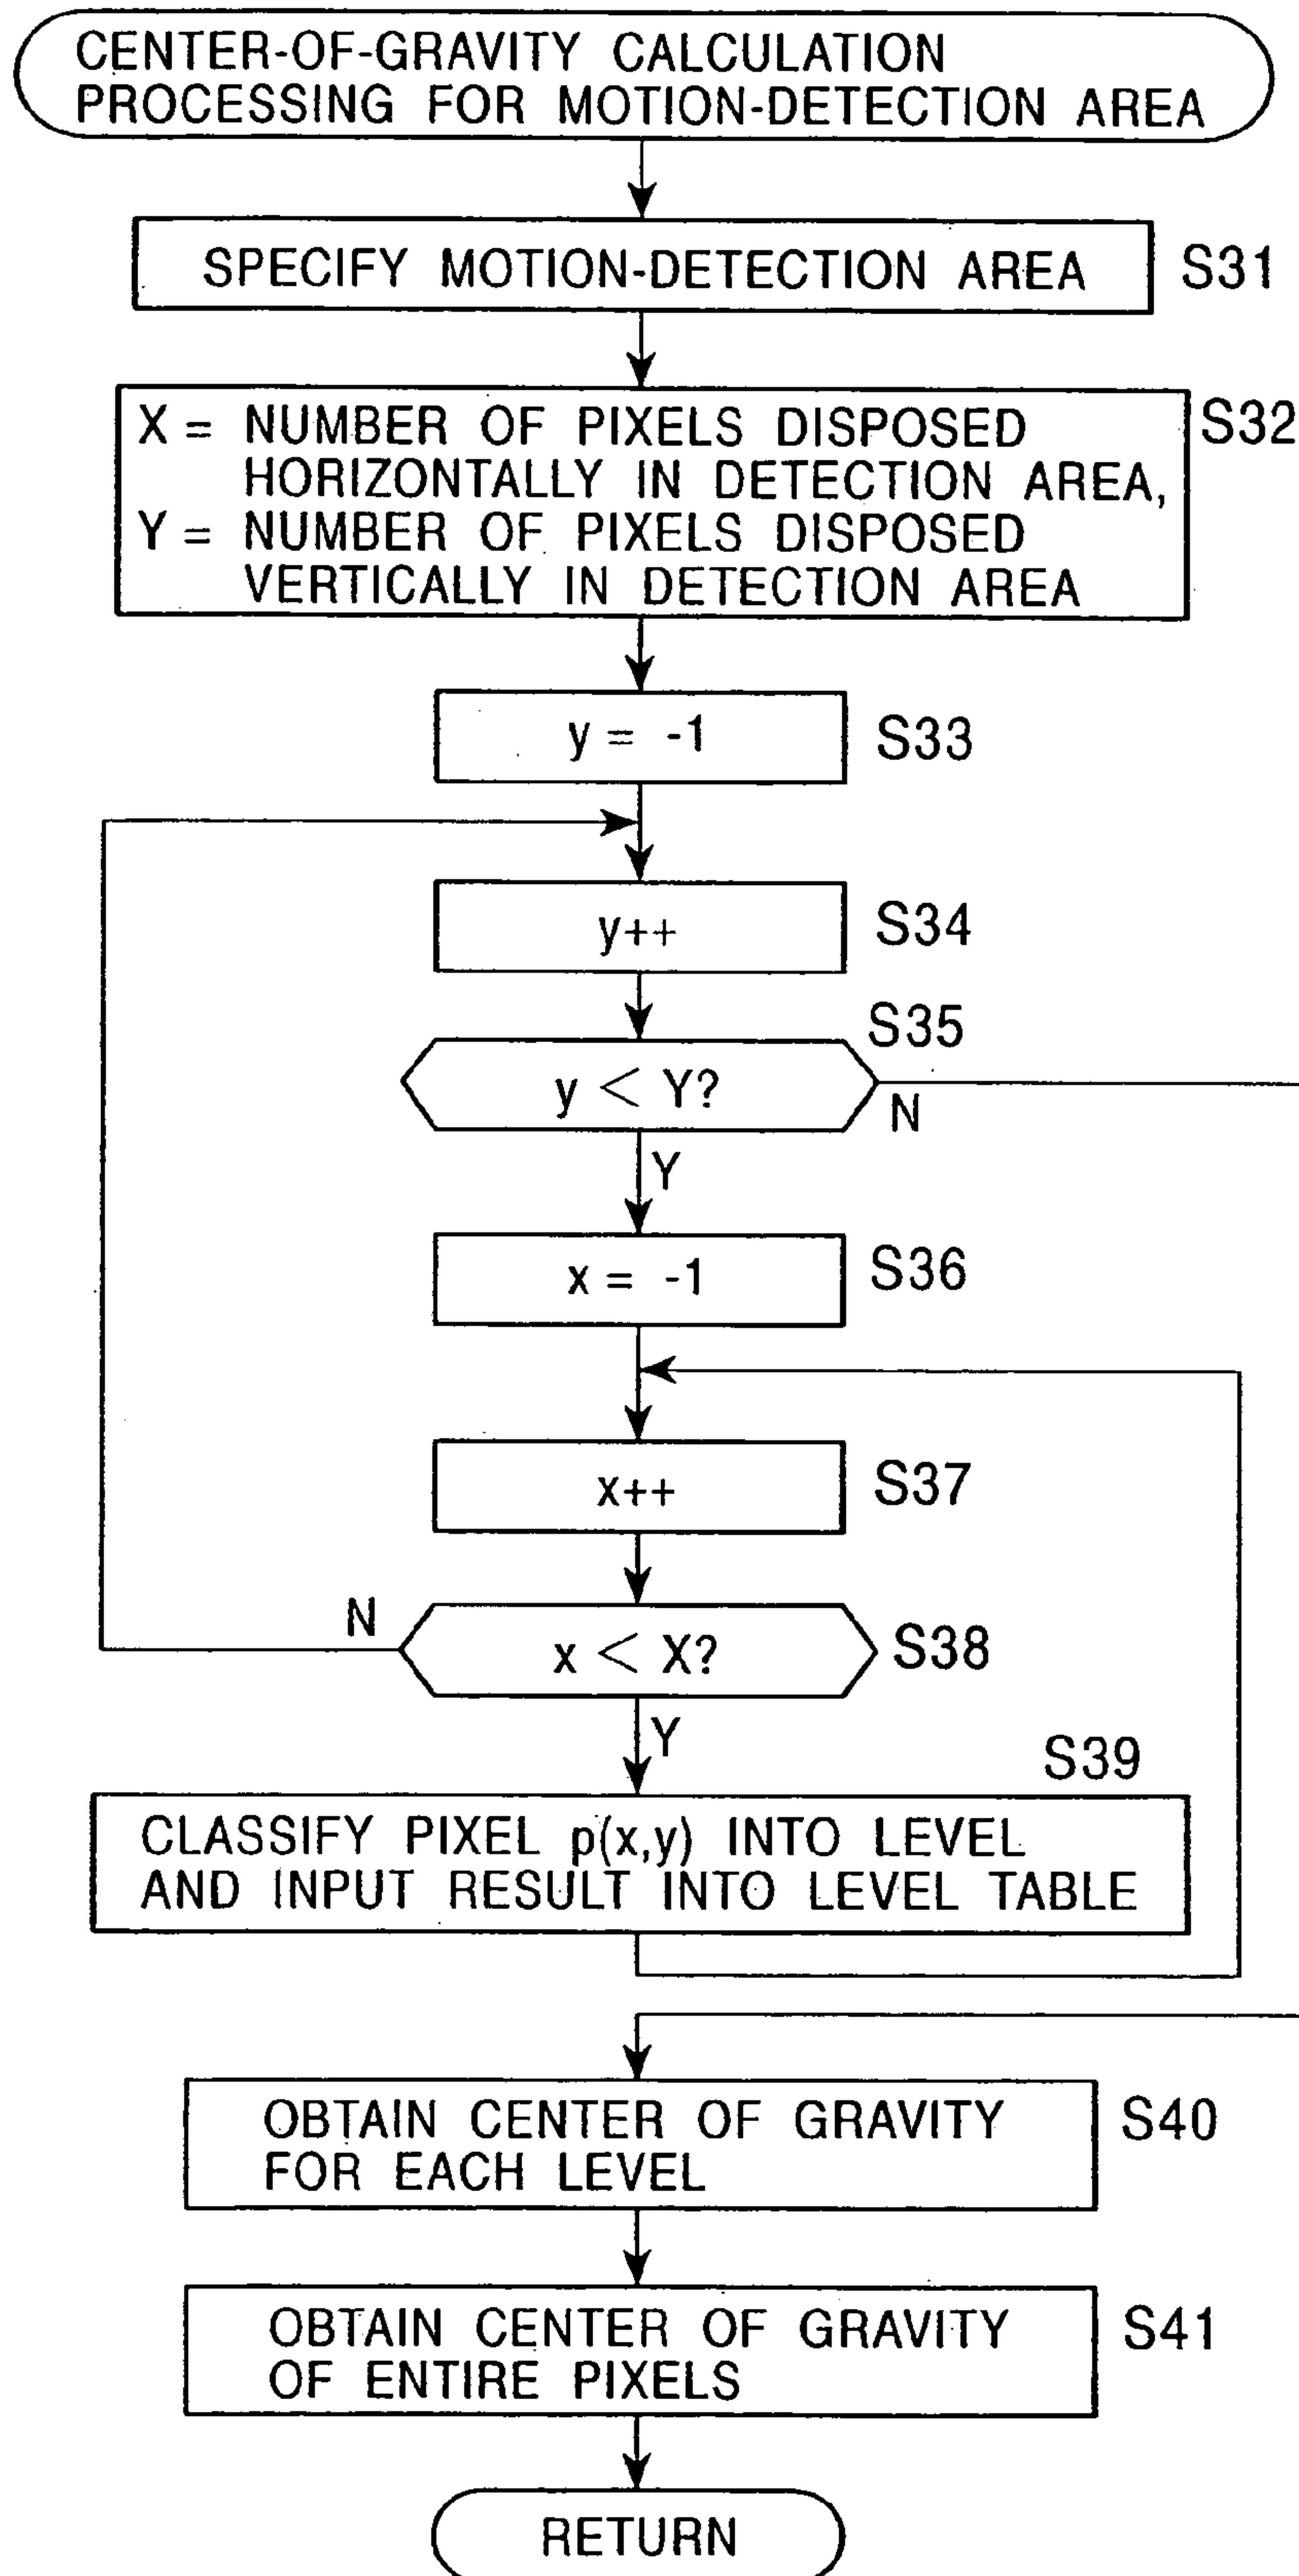 CENTER-OF-GRAVITY CALCULATION
PROCESSING FOR MOTION-DETECTION AREA
SPECIFY MOTION-DETECTION AREA
S31
X = NUMBER OF PIXELS DISPOSED
HORIZONTALLY IN DETECTION AREA,
Y = NUMBER OF PIXELS DISPOSED
VERTICALLY IN DETECTION AREA
S32
y = -1
S33
y++
S34
S35
y < Y?
N
Y
x = -1
S36
x++
S37
N
x < X?
S38
Y
S39
CLASSIFY PIXEL p(x,y) INTO LEVEL
AND INPUT RESULT INTO LEVEL TABLE
OBTAIN CENTER OF GRAVITY
FOR EACH LEVEL
S40
OBTAIN CENTER OF GRAVITY
OF ENTIRE PIXELS
S41
RETURN